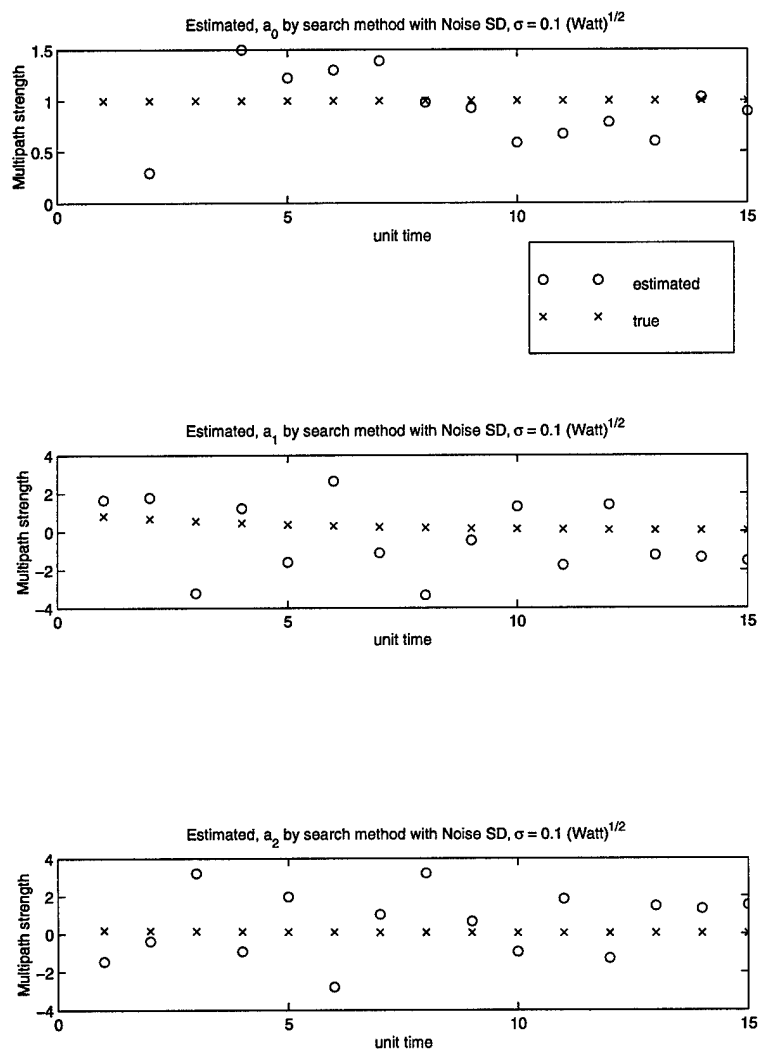 Estimated, a0 by search method with Noise SD, σ = 0.1 (Watt)1/2
Multipath strength
1.5
1
0.5
0
0
5
10
15
unit time
estimated
true
Estimated, a1 by search method with Noise SD, σ = 0.1 (Watt)1/2
Multipath strength
4
2
0
−2
−4
0
5
10
15
unit time
Estimated, a2 by search method with Noise SD, σ = 0.1 (Watt)1/2
Multipath strength
4
2
0
−2
−4
0
5
10
15
unit time